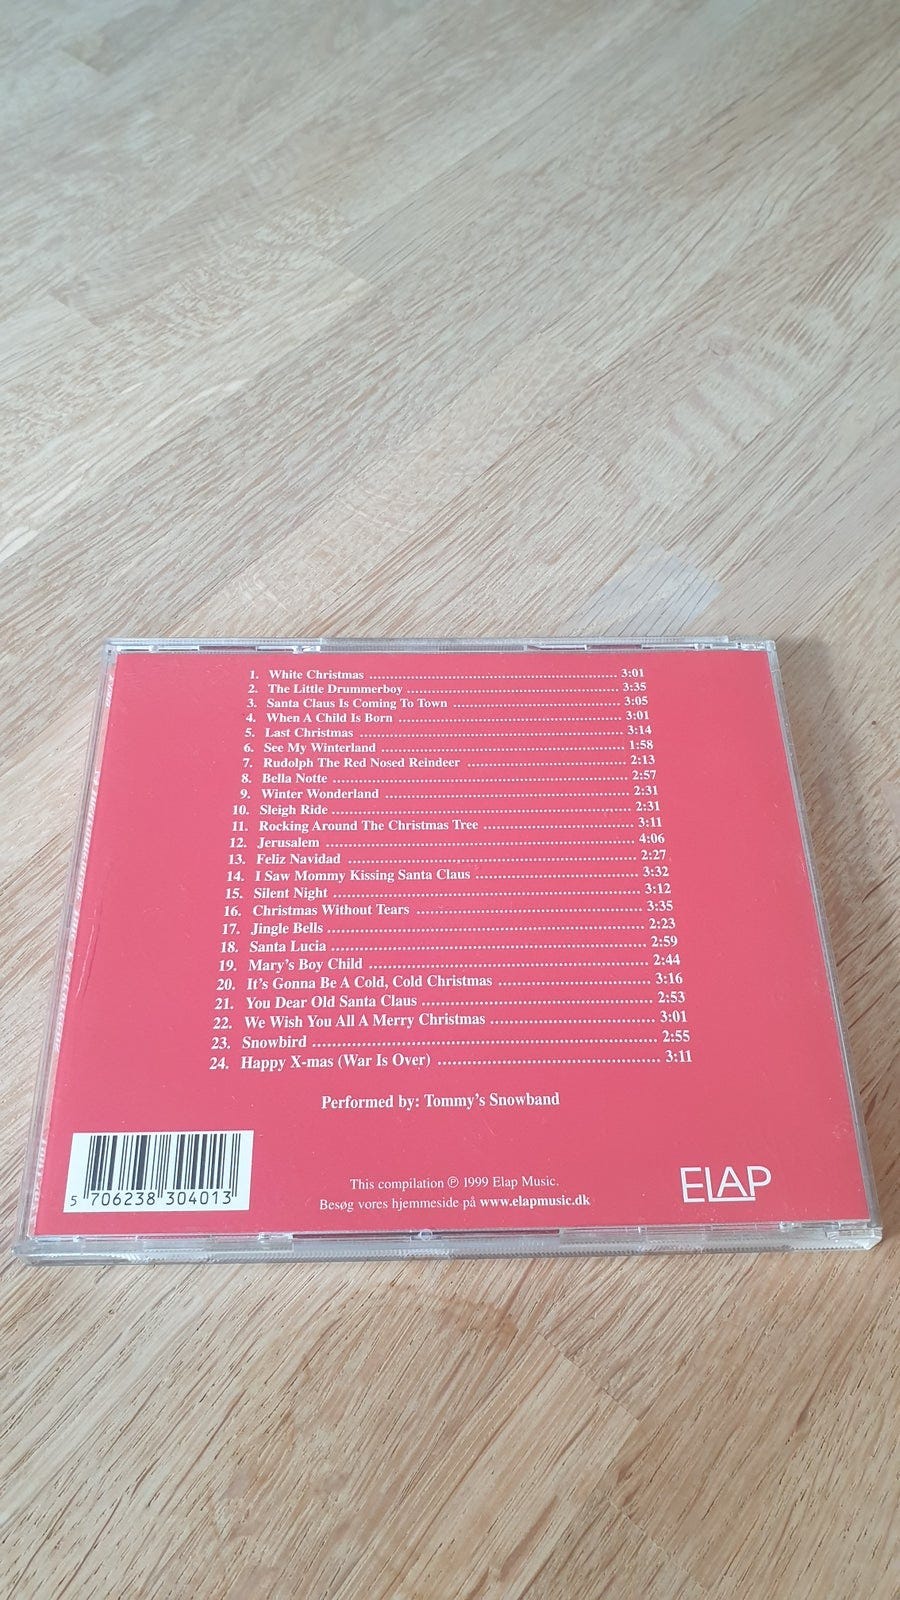 1. White Christmas 3:01
2. The Little Drummerboy 3:35
3. Santa Claus Is Coming To Town 3:05
4. When A Child Is Born 3:01
5. Last Christmas 3:14
6. See My Winterland 1:58
7. Rudolph The Red Nosed Reindeer 2:13
8. Bella Notte 2:57
9. Winter Wonderland 2:31
10. Sleigh Ride 2:31
11. Rocking Around The Christmas Tree 3:11
12. Jerusalem 4:06
13. Feliz Navidad 2:27
14. I Saw Mommy Kissing Santa Claus 3:32
15. Silent Night 3:12
16. Christmas Without Tears 3:35
17. Jingle Bells 2:23
18. Santa Lucia 2:59
19. Mary's Boy Child 2:44
20. It's Gonna Be A Cold, Cold Christmas 3:16
21. You Dear Old Santa Claus 2:53
22. We Wish You All A Merry Christmas 3:01
23. Snowbird 2:55
24. Happy X-mas (War Is Over) 3:11
Performed by: Tommy's Snowband
5 706238 304013
This compilation ℗ 1999 Elap Music.
Besøg vores hjemmeside på www.elapmusic.dk
ELAP